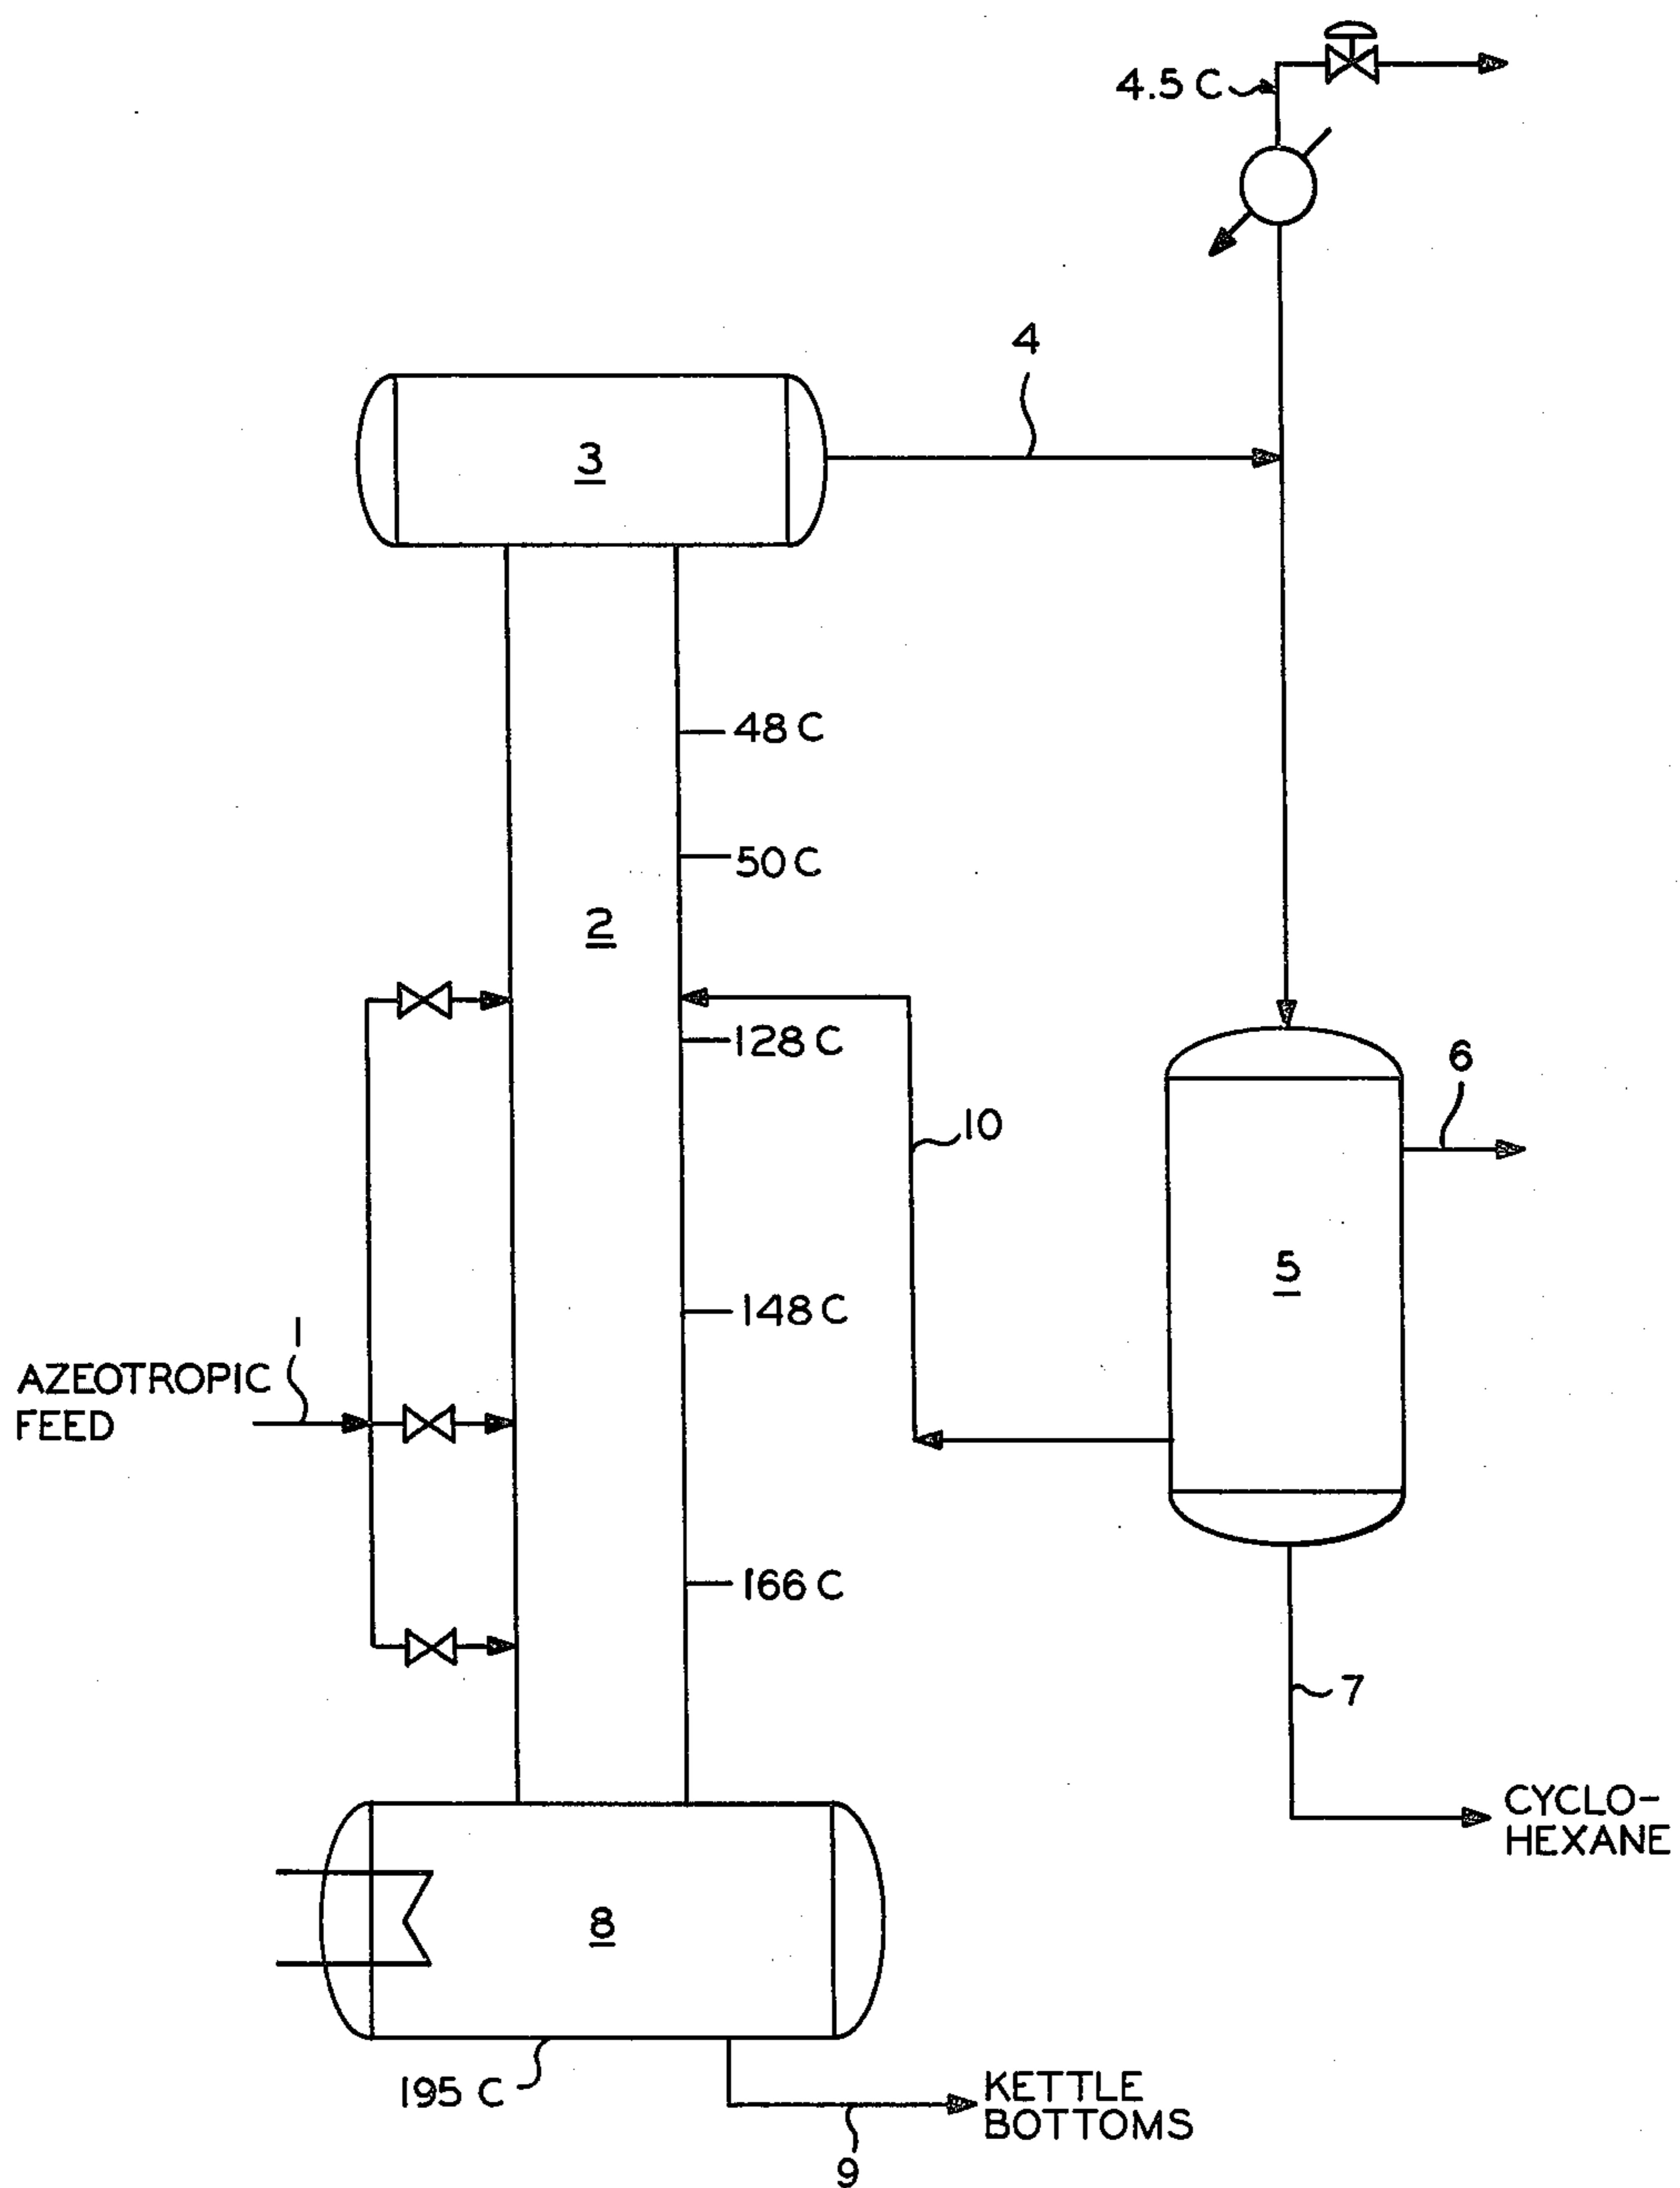 4.5 C
4
3
48 C
50 C
2
128 C
6
10
5
148 C
1
AZEOTROPIC
FEED
166 C
7
CYCLO-
HEXANE
8
195 C
KETTLE
BOTTOMS
9